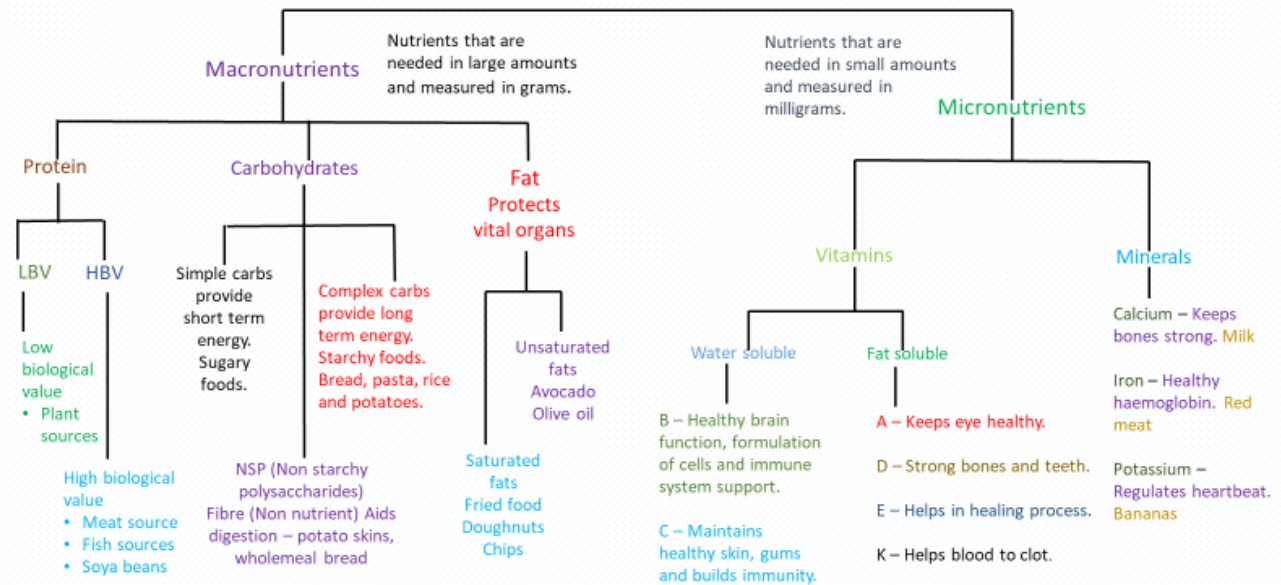 Macronutrients
Nutrients that are
needed in large amounts
and measured in grams.
Nutrients that are
needed in small amounts
and measured in
milligrams.
Micronutrients
Protein
Carbohydrates
Fat
Protects
vital organs
LBV
HBV
Low
biological
value
• Plant
sources
High biological
value
• Meat source
• Fish sources
• Soya beans
Simple carbs
provide
short term
energy.
Sugary
foods.
NSP (Non starchy
polysaccharides)
Fibre (Non nutrient) Aids
digestion – potato skins,
wholemeal bread
Complex carbs
provide long
term energy.
Starchy foods.
Bread, pasta, rice
and potatoes.
Saturated
fats
Fried food
Doughnuts
Chips
Unsaturated
fats
Avocado
Olive oil
Vitamins
Minerals
Water soluble
Fat soluble
B – Healthy brain
function, formulation
of cells and immune
system support.
C – Maintains
healthy skin, gums
and builds immunity.
A – Keeps eye healthy.
D – Strong bones and teeth.
E – Helps in healing process.
K – Helps blood to clot.
Calcium – Keeps
bones strong. Milk
Iron – Healthy
haemoglobin. Red
meat
Potassium –
Regulates heartbeat.
Bananas